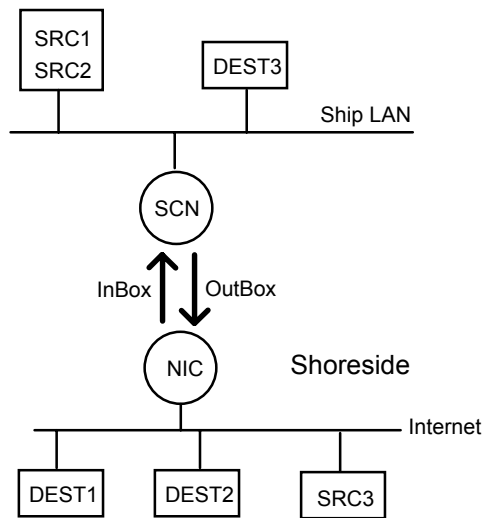 SRC1
SRC2
DEST3
Ship LAN
SCN
InBox
OutBox
NIC
Shoreside
Internet
DEST1
DEST2
SRC3